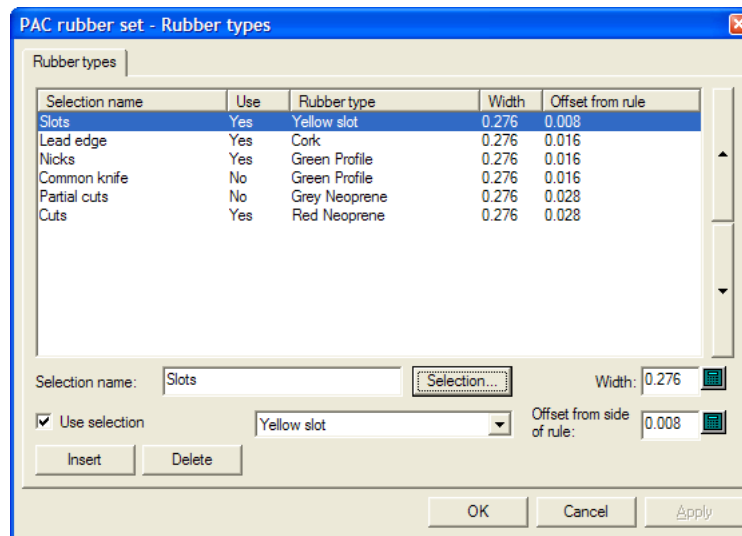 PAC rubber set - Rubber types
Rubber types
Selection name Use Rubber type Width Offset from rule
Slots Yes Yellow slot 0.276 0.008
Lead edge Yes Cork 0.276 0.016
Nicks Yes Green Profile 0.276 0.016
Common knife No Green Profile 0.276 0.016
Partial cuts No Grey Neoprene 0.276 0.028
Cuts Yes Red Neoprene 0.276 0.028
Selection name: Slots Selection... Width: 0.276
Use selection Yellow slot Offset from side of rule: 0.008
Insert Delete
OK Cancel Apply